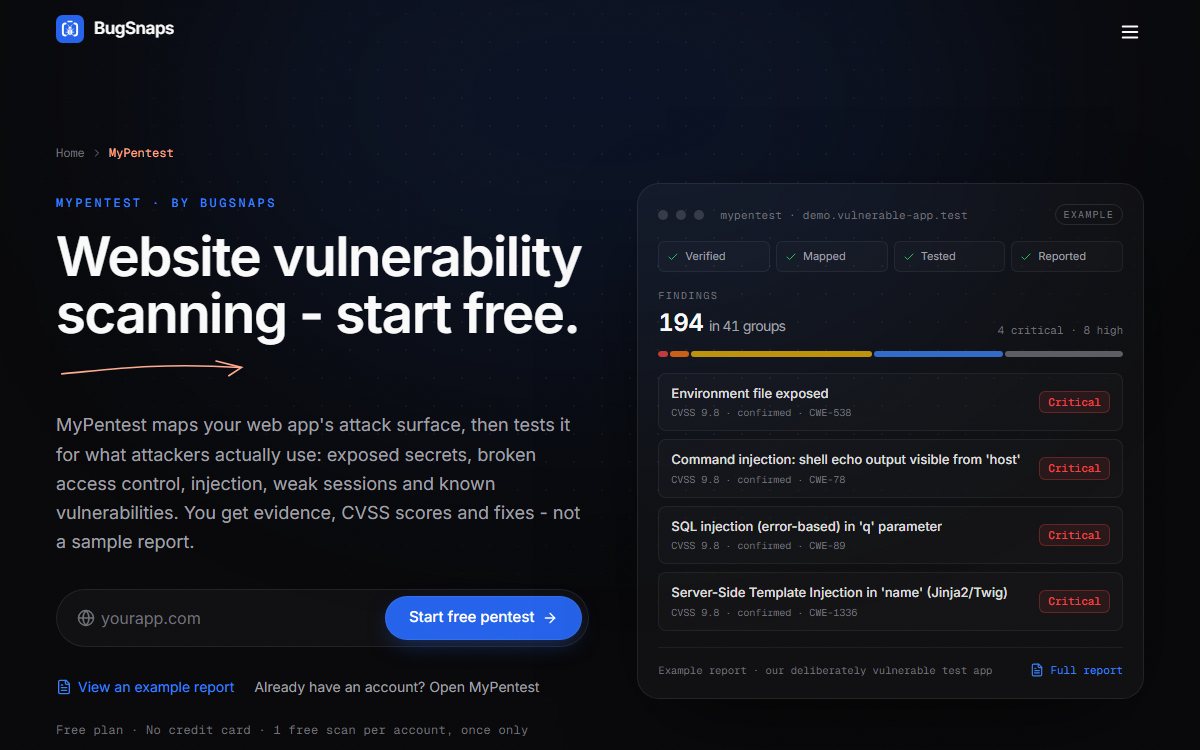 BugSnaps
Home > MyPentest
MYPENTEST · BY BUGSNAPS
Website vulnerability
scanning - start free.
MyPentest maps your web app's attack surface, then tests it
for what attackers actually use: exposed secrets, broken
access control, injection, weak sessions and known
vulnerabilities. You get evidence, CVSS scores and fixes - not
a sample report.
yourapp.com
Start free pentest →
View an example report
Already have an account? Open MyPentest
Free plan · No credit card · 1 free scan per account, once only
mypentest · demo.vulnerable-app.test
EXAMPLE
Verified
Mapped
Tested
Reported
FINDINGS
194 in 41 groups
4 critical · 8 high
Environment file exposed
CVSS 9.8 · confirmed · CWE-538
Critical
Command injection: shell echo output visible from 'host'
CVSS 9.8 · confirmed · CWE-78
Critical
SQL injection (error-based) in 'q' parameter
CVSS 9.8 · confirmed · CWE-89
Critical
Server-Side Template Injection in 'name' (Jinja2/Twig)
CVSS 9.8 · confirmed · CWE-1336
Critical
Example report · our deliberately vulnerable test app
Full report